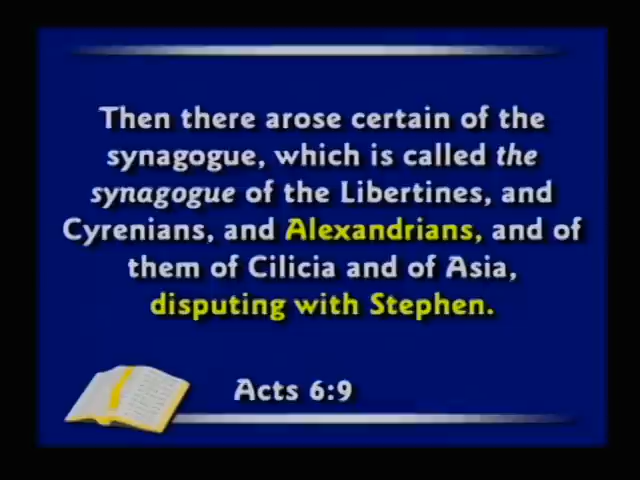 Then there arose certain of the
synagogue, which is called the
synagogue of the Libertines, and
Cyrenians, and Alexandrians, and of
them of Cilicia and of Asia,
disputing with Stephen.
Acts 6:9